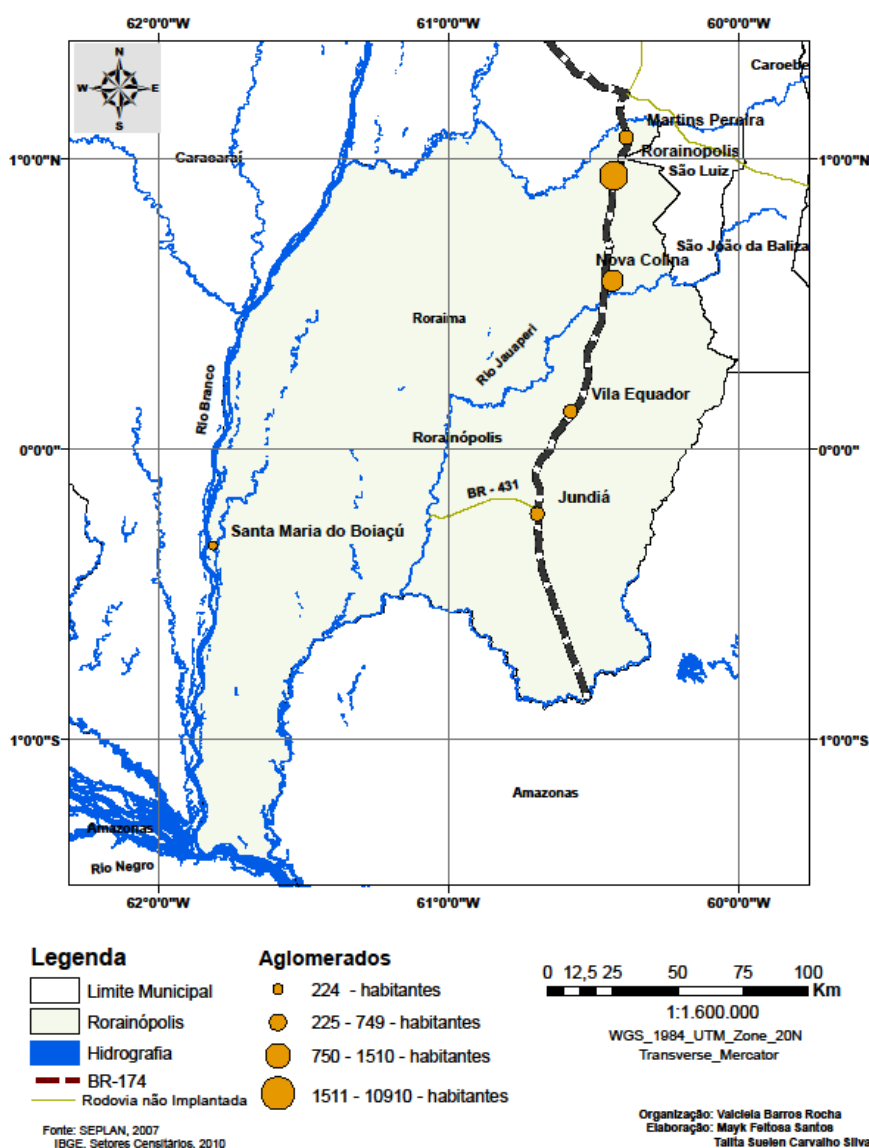 62°0'0"W
61°0'0"W
60°0'0"W
N
W
E
S
Caroebe
Martins Pereira
1°0'0"N
Caracaraí
Rorainopolis
1°0'0"N
São Luiz
São João da Baliza
Nova Colina
Roraima
Rio Jauaperi
Rio Branco
Vila Equador
0°0'0"
Rorainópolis
0°0'0"
BR - 431
Jundiá
Santa Maria do Boiaçú
1°0'0"S
1°0'0"S
Amazonas
Amazonas
Rio Negro
62°0'0"W
61°0'0"W
60°0'0"W
Legenda
Limite Municipal
Rorainópolis
Hidrografia
BR-174
Rodovia não Implantada
Fonte: SEPLAN, 2007
IBGE, Setores Censitários, 2010
Aglomerados
224 - habitantes
225 - 749 - habitantes
750 - 1510 - habitantes
1511 - 10910 - habitantes
0 12,5 25 50 75 100
Km
1:1.600.000
WGS_1984_UTM_Zone_20N
Transverse_Mercator
Organização: Valciela Barros Rocha
Elaboração: Mayk Feitosa Santos
Talita Suelen Carvalho Silva